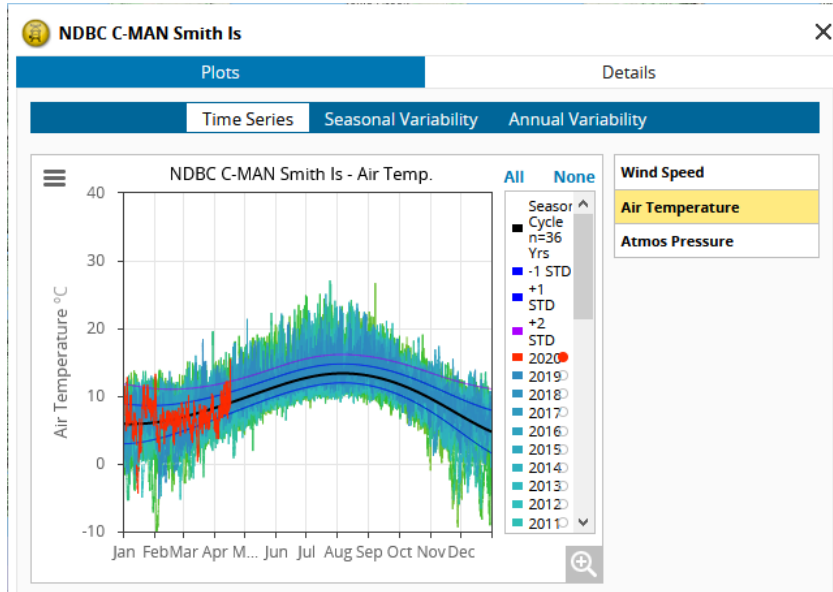 NDBC C-MAN Smith Is
Plots
Details
Time Series
Seasonal Variability
Annual Variability
NDBC C-MAN Smith Is - Air Temp.
All
None
Air Temperature °C
40
30
20
10
0
-10
Jan Feb Mar Apr M... Jun Jul Aug Sep Oct Nov Dec
Season
Cycle
n=36
Yrs
-1 STD
+1
STD
+2
STD
2020
2019
2018
2017
2016
2015
2014
2013
2012
2011
Wind Speed
Air Temperature
Atmos Pressure